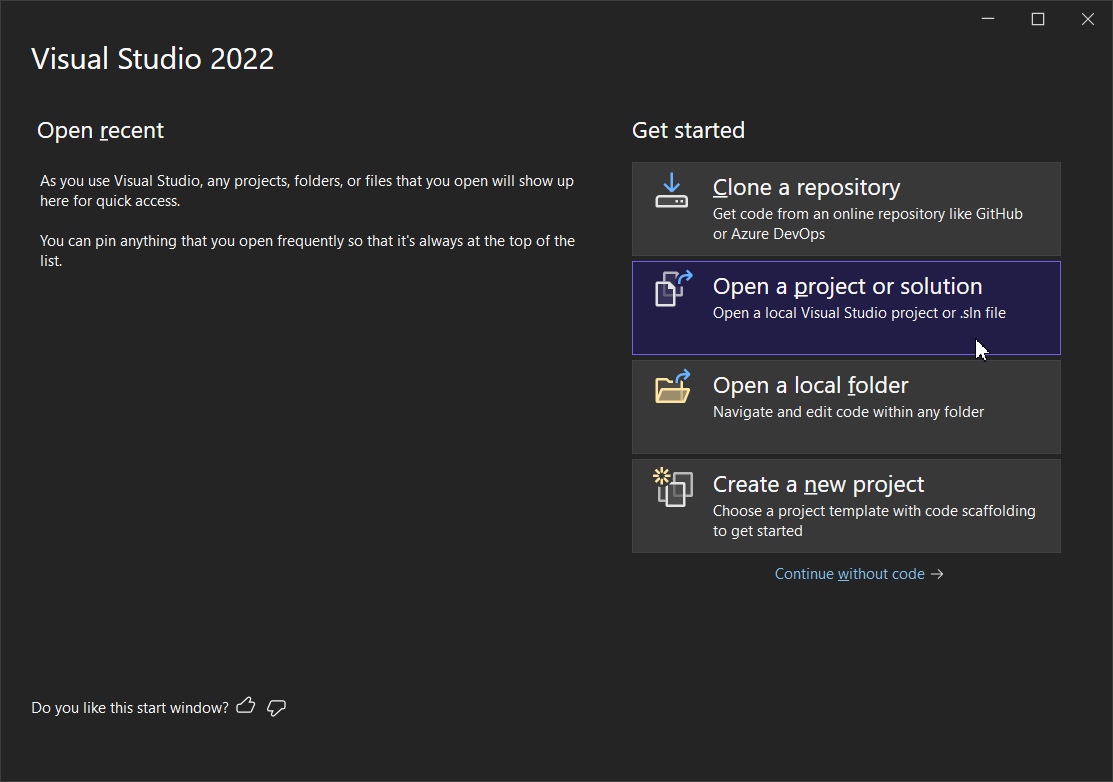 Visual Studio 2022
Open recent
As you use Visual Studio, any projects, folders, or files that you open will show up
here for quick access.
You can pin anything that you open frequently so that it's always at the top of the
list.
Get started
Clone a repository
Get code from an online repository like GitHub
or Azure DevOps
Open a project or solution
Open a local Visual Studio project or .sln file
Open a local folder
Navigate and edit code within any folder
Create a new project
Choose a project template with code scaffolding
to get started
Continue without code →
Do you like this start window?